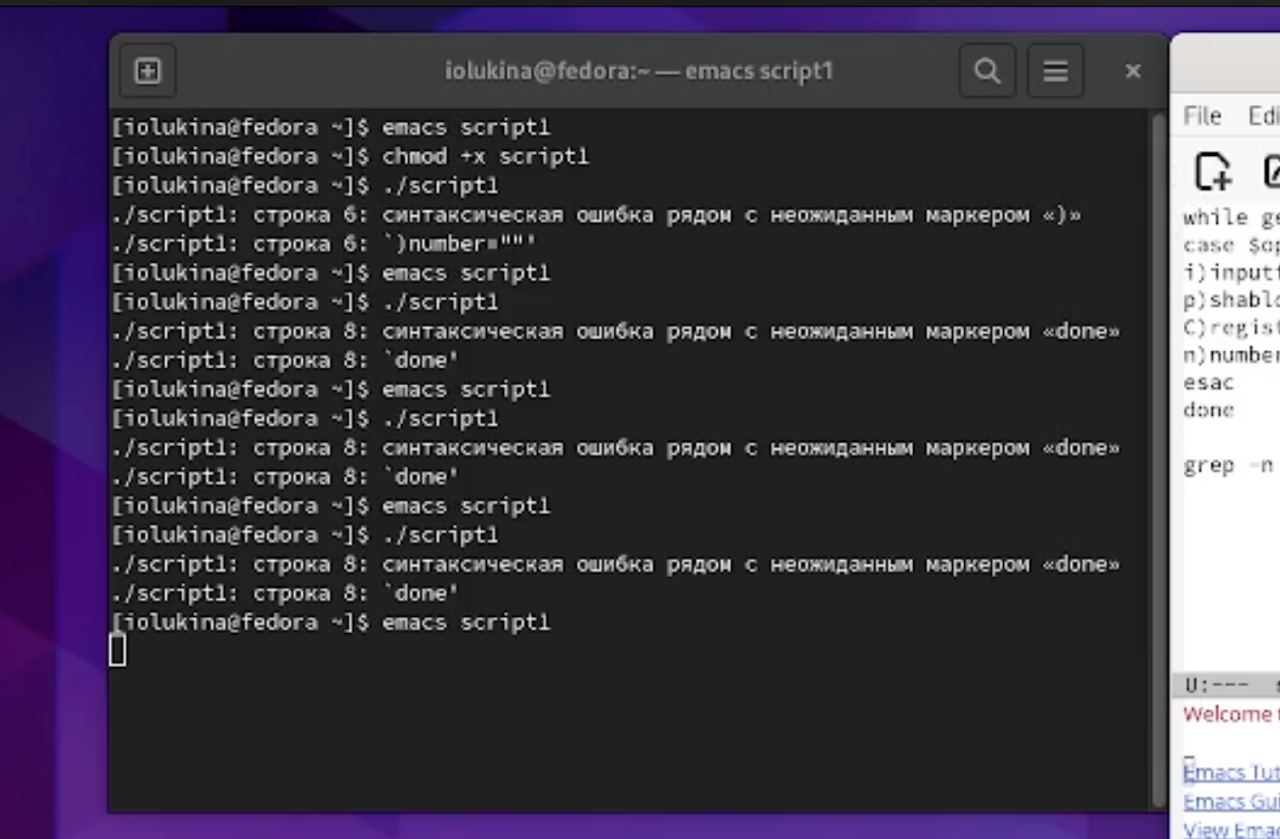 iolukina@fedora:~ — emacs script1
[iolukina@fedora ~]$ emacs script1
[iolukina@fedora ~]$ chmod +x script1
[iolukina@fedora ~]$ ./script1
./script1: строка 6: синтаксическая ошибка рядом с неожиданным маркером «)»
./script1: строка 6: `)number=""'
[iolukina@fedora ~]$ emacs script1
[iolukina@fedora ~]$ ./script1
./script1: строка 8: синтаксическая ошибка рядом с неожиданным маркером «done»
./script1: строка 8: `done'
[iolukina@fedora ~]$ emacs script1
[iolukina@fedora ~]$ ./script1
./script1: строка 8: синтаксическая ошибка рядом с неожиданным маркером «done»
./script1: строка 8: `done'
[iolukina@fedora ~]$ emacs script1
[iolukina@fedora ~]$ ./script1
./script1: строка 8: синтаксическая ошибка рядом с неожиданным маркером «done»
./script1: строка 8: `done'
[iolukina@fedora ~]$ emacs script1
File Edi
while ge
case $op
i)input
p)shablo
C)regist
n)number
esac
done
grep -n
U:---
Welcome t
Emacs Tut
Emacs Gui
View Emac